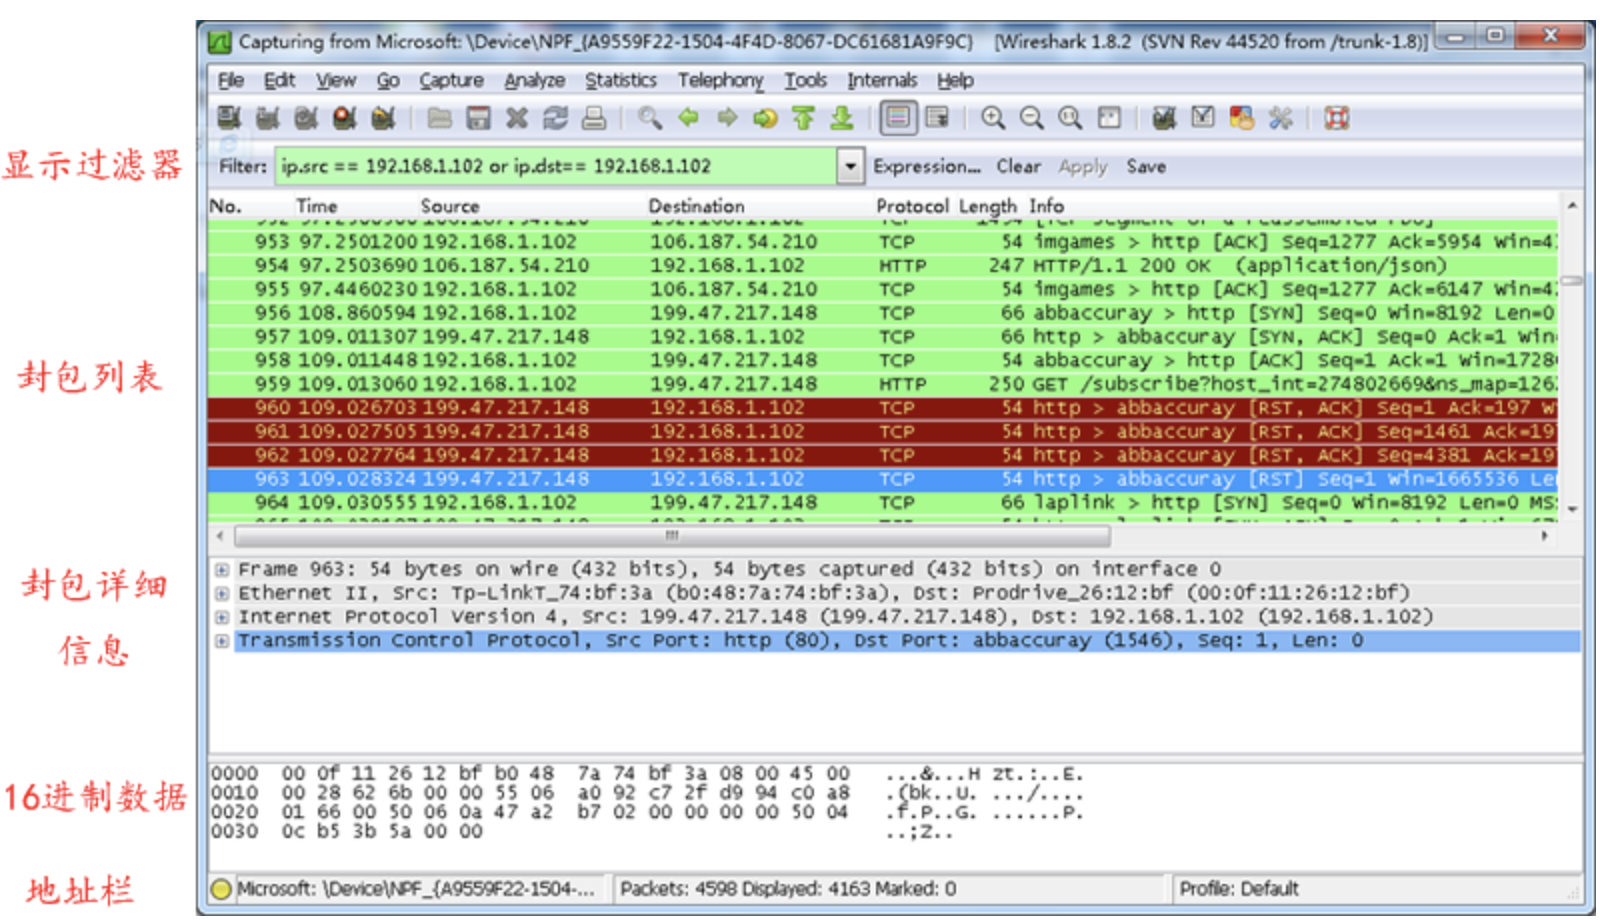 Capturing from Microsoft: \Device\NPF_{A9559F22-1504-4F4D-8067-DC61681A9F9C} [Wireshark 1.8.2 (SVN Rev 44520 from /trunk-1.8)]
File Edit View Go Capture Analyze Statistics Telephony Tools Internals Help
显示过滤器
Filter: ip.src == 192.168.1.102 or ip.dst== 192.168.1.102 Expression... Clear Apply Save
No. Time Source Destination Protocol Length Info
953 97.2501200 192.168.1.102 106.187.54.210 TCP 54 imgames > http [ACK] Seq=1277 Ack=5954 Win=4
954 97.2503690 106.187.54.210 192.168.1.102 HTTP 247 HTTP/1.1 200 OK (application/json)
955 97.4460230 192.168.1.102 106.187.54.210 TCP 54 imgames > http [ACK] Seq=1277 Ack=6147 Win=4
956 108.860594 192.168.1.102 199.47.217.148 TCP 66 abbaccuray > http [SYN] Seq=0 Win=8192 Len=0
957 109.011307 199.47.217.148 192.168.1.102 TCP 66 http > abbaccuray [SYN, ACK] Seq=0 Ack=1 Win
封包列表
958 109.011448 192.168.1.102 199.47.217.148 TCP 54 abbaccuray > http [ACK] Seq=1 Ack=1 Win=1728
959 109.013060 192.168.1.102 199.47.217.148 HTTP 250 GET /subscribe?host_int=274802669&ns_map=126
960 109.026703 199.47.217.148 192.168.1.102 TCP 54 http > abbaccuray [RST, ACK] Seq=1 Ack=197 W
961 109.027505 199.47.217.148 192.168.1.102 TCP 54 http > abbaccuray [RST, ACK] Seq=1461 Ack=19
962 109.027764 199.47.217.148 192.168.1.102 TCP 54 http > abbaccuray [RST, ACK] Seq=4381 Ack=19
963 109.028324 199.47.217.148 192.168.1.102 TCP 54 http > abbaccuray [RST] Seq=1 Win=1665536 Le
964 109.030555 192.168.1.102 199.47.217.148 TCP 66 laplink > http [SYN] Seq=0 Win=8192 Len=0 MS
封包详细
信息
Frame 963: 54 bytes on wire (432 bits), 54 bytes captured (432 bits) on interface 0
Ethernet II, Src: Tp-LinkT_74:bf:3a (b0:48:7a:74:bf:3a), Dst: Prodrive_26:12:bf (00:0f:11:26:12:bf)
Internet Protocol Version 4, Src: 199.47.217.148 (199.47.217.148), Dst: 192.168.1.102 (192.168.1.102)
Transmission Control Protocol, Src Port: http (80), Dst Port: abbaccuray (1546), Seq: 1, Len: 0
16进制数据
0000 00 0f 11 26 12 bf b0 48 7a 74 bf 3a 08 00 45 00 ...&...H zt.:..E.
0010 00 28 62 6b 00 00 55 06 a0 92 c7 2f d9 94 c0 a8 .(bk..U. .../....
0020 01 66 00 50 06 0a 47 a2 b7 02 00 00 00 00 50 04 .f.P..G. ......P.
0030 0c b5 3b 5a 00 00 ..;Z..
地址栏
Microsoft: \Device\NPF_{A9559F22-1504-... Packets: 4598 Displayed: 4163 Marked: 0 Profile: Default